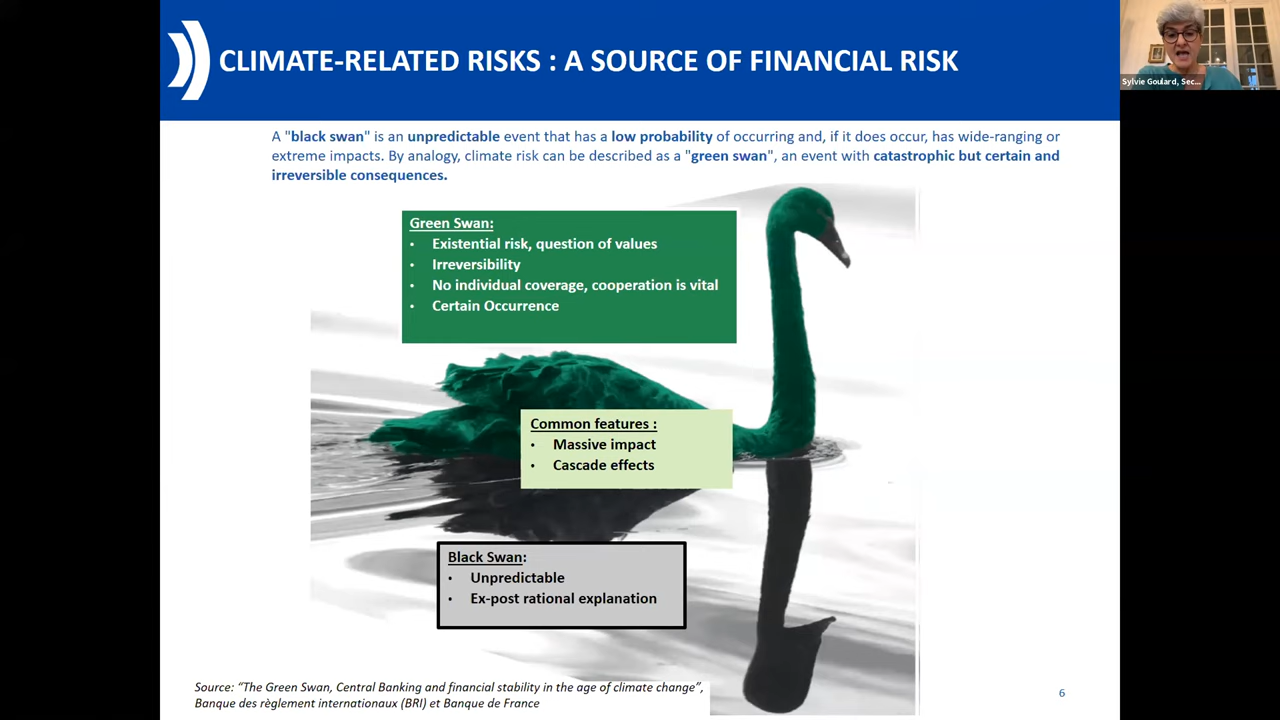 CLIMATE-RELATED RISKS : A SOURCE OF FINANCIAL RISK
Sylvie Goulard, Sec...
A "black swan" is an unpredictable event that has a low probability of occurring and, if it does occur, has wide-ranging or
extreme impacts. By analogy, climate risk can be described as a "green swan", an event with catastrophic but certain and
irreversible consequences.
Green Swan:
• Existential risk, question of values
• Irreversibility
• No individual coverage, cooperation is vital
• Certain Occurrence
Common features :
• Massive impact
• Cascade effects
Black Swan:
• Unpredictable
• Ex-post rational explanation
Source: “The Green Swan, Central Banking and financial stability in the age of climate change”,
Banque des règlement internationaux (BRI) et Banque de France
6